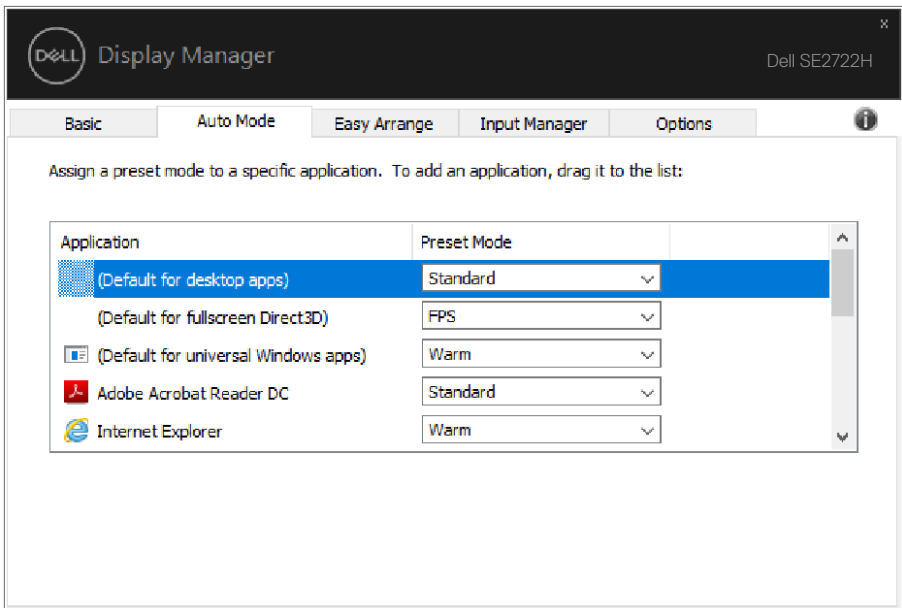 x
DELL Display Manager
Dell SE2722H
Basic Auto Mode Easy Arrange Input Manager Options i
Assign a preset mode to a specific application. To add an application, drag it to the list:
Application Preset Mode
(Default for desktop apps) Standard
(Default for fullscreen Direct3D) FPS
(Default for universal Windows apps) Warm
Adobe Acrobat Reader DC Standard
Internet Explorer Warm